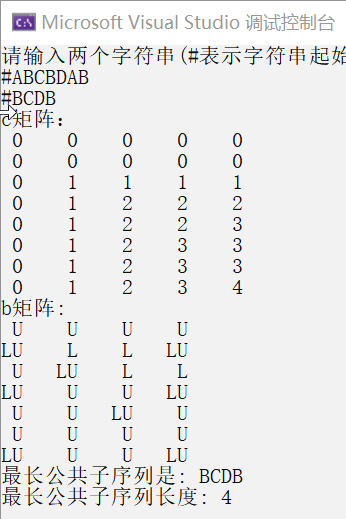 Microsoft Visual Studio 调试控制台
请输入两个字符串(#表示字符串起始
#ABCBDAB
#BCDB
c矩阵：
0 0 0 0 0
0 0 0 0 0
0 1 1 1 1
0 1 2 2 2
0 1 2 2 3
0 1 2 3 3
0 1 2 3 3
0 1 2 3 4
b矩阵:
U U U U
LU L L LU
U LU L L
LU U U LU
U U LU U
U U U U
LU U U LU
最长公共子序列是: BCDB
最长公共子序列长度: 4